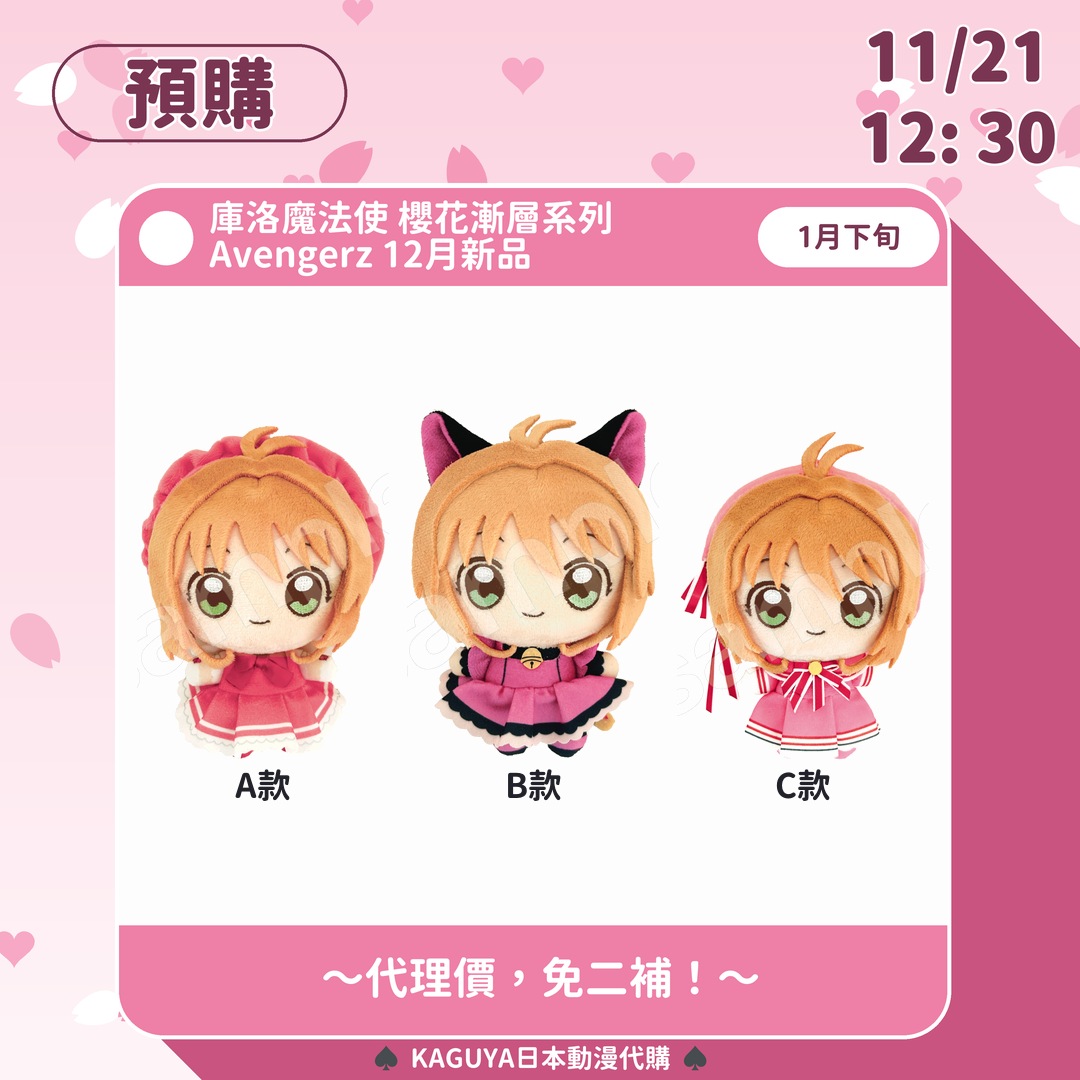 預購
11/21
12: 30
庫洛魔法使 櫻花漸層系列
Avengerz 12月新品
1月下旬
A款
B款
C款
～代理價，免二補！～
♠ KAGUYA日本動漫代購 ♠